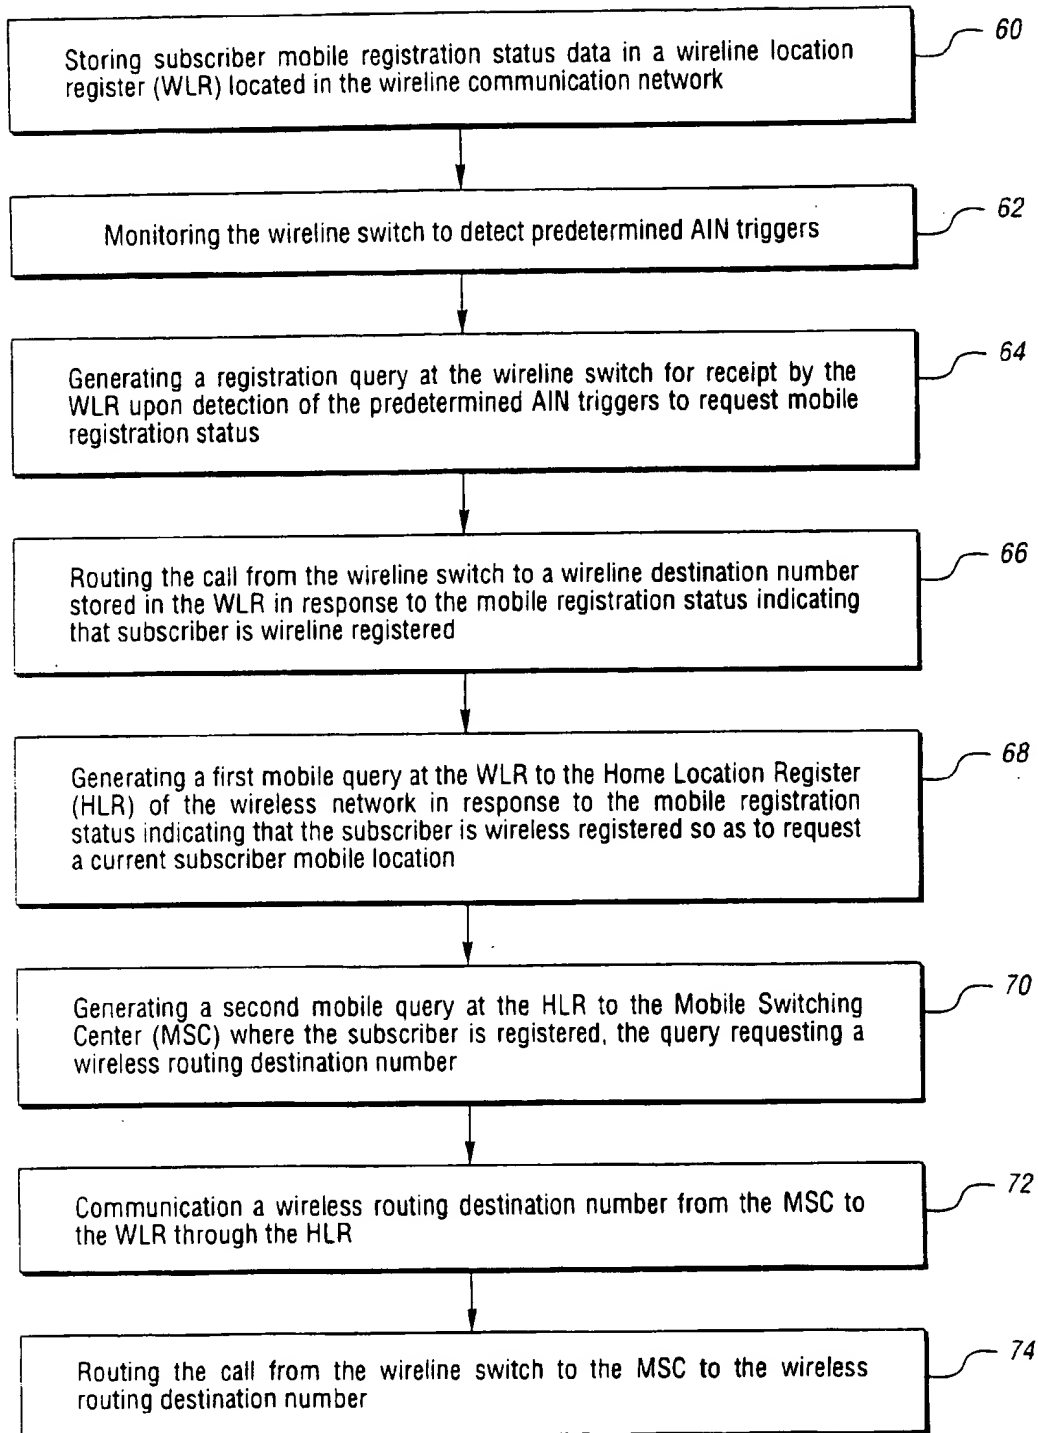 Storing subscriber mobile registration status data in a wireline location
register (WLR) located in the wireline communication network
60
Monitoring the wireline switch to detect predetermined AIN triggers
62
Generating a registration query at the wireline switch for receipt by the
WLR upon detection of the predetermined AIN triggers to request mobile
registration status
64
Routing the call from the wireline switch to a wireline destination number
stored in the WLR in response to the mobile registration status indicating
that subscriber is wireline registered
66
Generating a first mobile query at the WLR to the Home Location Register
(HLR) of the wireless network in response to the mobile registration
status indicating that the subscriber is wireless registered so as to request
a current subscriber mobile location
68
Generating a second mobile query at the HLR to the Mobile Switching
Center (MSC) where the subscriber is registered, the query requesting a
wireless routing destination number
70
Communication a wireless routing destination number from the MSC to
the WLR through the HLR
72
Routing the call from the wireline switch to the MSC to the wireless
routing destination number
74